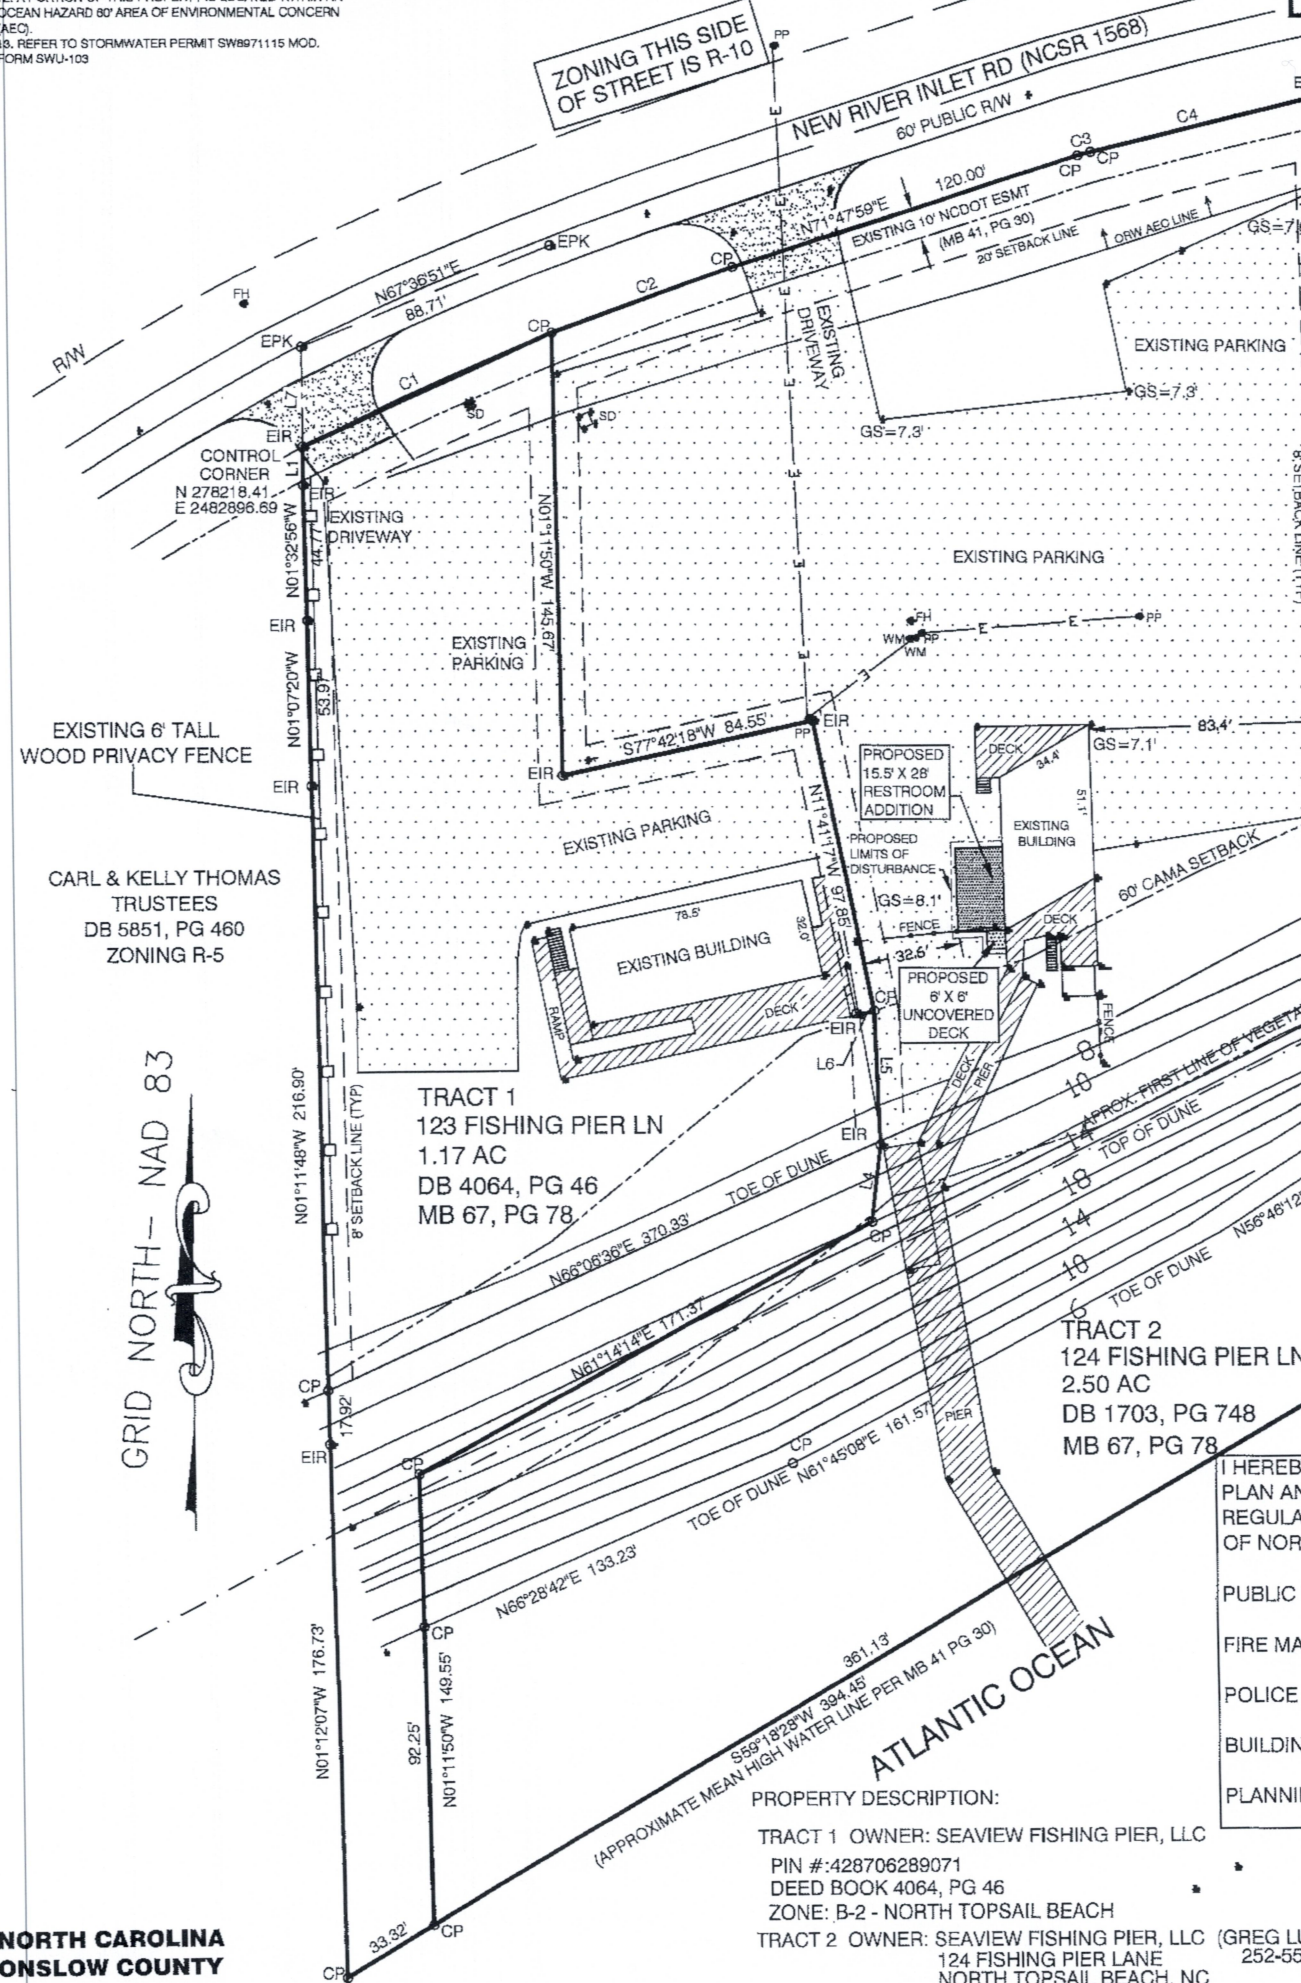 OCEAN HAZARD 60' AREA OF ENVIRONMENTAL CONCERN
(AEC).
REFER TO STORMWATER PERMIT SW8971115 MOD.
FORM SWU-103
ZONING THIS SIDE
OF STREET IS R-10
PP
NEW RIVER INLET RD (NCSR 1568)
60' PUBLIC R/W
C3
C4
CP
CP
E
N71°47'59"E
120.00'
EXISTING 10' NCDOT ESMT
(MB 41, PG 30)
20' SETBACK LINE
ORW AEC LINE
EPK
N67°36'51"E
88.71'
FH
R/W
EPK
CP
C2
CP
C1
L7
EIR
SD
SD
EXISTING
DRIVEWAY
EXISTING PARKING
GS=7.3'
GS=7.3'
CONTROL
CORNER
N 278218.41
E 2482896.69
L1
EIR
EXISTING
DRIVEWAY
N01°32'56"W
44.77'
N01°11'50"W 145.67'
EXISTING PARKING
8' SETBACK LINE (TYP)
EIR
EXISTING
PARKING
N01°07'20"W
53.97'
FH
WM
PP
WM
E
E
PP
E
S77°42'18"W 84.55'
PP
EIR
EIR
EXISTING 6' TALL
WOOD PRIVACY FENCE
EIR
PROPOSED
15.5' X 28'
RESTROOM
ADDITION
DECK
34.4'
GS=7.1'
83.4'
51.1'
EXISTING
BUILDING
EXISTING PARKING
N11°41'17"W 97.85'
PROPOSED
LIMITS OF
DISTURBANCE
60' CAMA SETBACK
CARL & KELLY THOMAS
TRUSTEES
DB 5851, PG 460
ZONING R-5
GS=8.1'
78.5'
32.0'
EXISTING BUILDING
FENCE
32.5'
DECK
PROPOSED
6' X 6'
UNCOVERED
DECK
CP
DECK
RAMP
EIR
L6
L5
FENCE
DECK
PIER
8
10
14
18
14
10
6
APROX. FIRST LINE OF
TOP OF DUNE
TRACT 1
123 FISHING PIER LN
1.17 AC
DB 4064, PG 46
MB 67, PG 78
EIR
CP
TOE OF DUNE
N66°06'36"E 370.33'
GRID NORTH- NAD 83
N01°11'48"W 216.90'
8' SETBACK LINE (TYP)
N61°14'14"E 171.37'
TOE OF DUNE
TRACT 2
124 FISHING PIER LN
2.50 AC
DB 1703, PG 748
MB 67, PG 78
CP
17.92'
EIR
CP
PIER
CP
N61°45'08"E 161.57'
TOE OF DUNE
N66°28'42"E 133.23'
CP
N01°12'07"W 176.73'
92.25'
N01°11'50"W 149.55'
361.13'
S59°18'28"W 394.45'
(APPROXIMATE MEAN HIGH WATER LINE PER MB 41 PG 30)
ATLANTIC OCEAN
PLAN
PUBLIC
POLICE
PROPERTY DESCRIPTION:
TRACT 1 OWNER: SEAVIEW FISHING PIER, LLC
PIN #:428706289071
DEED BOOK 4064, PG 46
ZONE: B-2 - NORTH TOPSAIL BEACH
TRACT 2 OWNER: SEAVIEW FISHING PIER, LLC
124 FISHING PIER LANE
NORTH TOPSAIL BEACH, NC
33.32'
CP
CP
NORTH CAROLINA
ONSLOW COUNTY